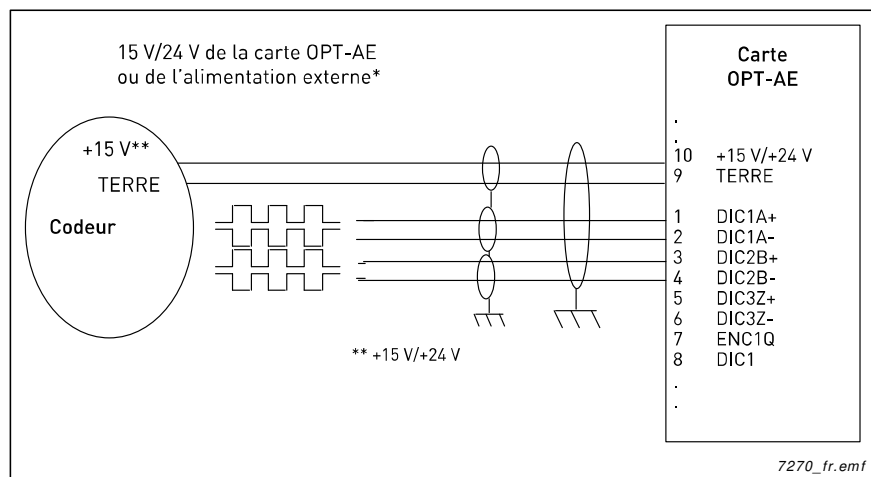 15 V/24 V de la carte OPT-AE
ou de l'alimentation externe*
Carte
OPT-AE
.
.
+15 V**
TERRE
Codeur
10 +15 V/+24 V
9 TERRE
1 DIC1A+
2 DIC1A-
3 DIC2B+
4 DIC2B-
5 DIC3Z+
6 DIC3Z-
7 ENC1Q
8 DIC1
.
.
** +15 V/+24 V
7270_fr.emf